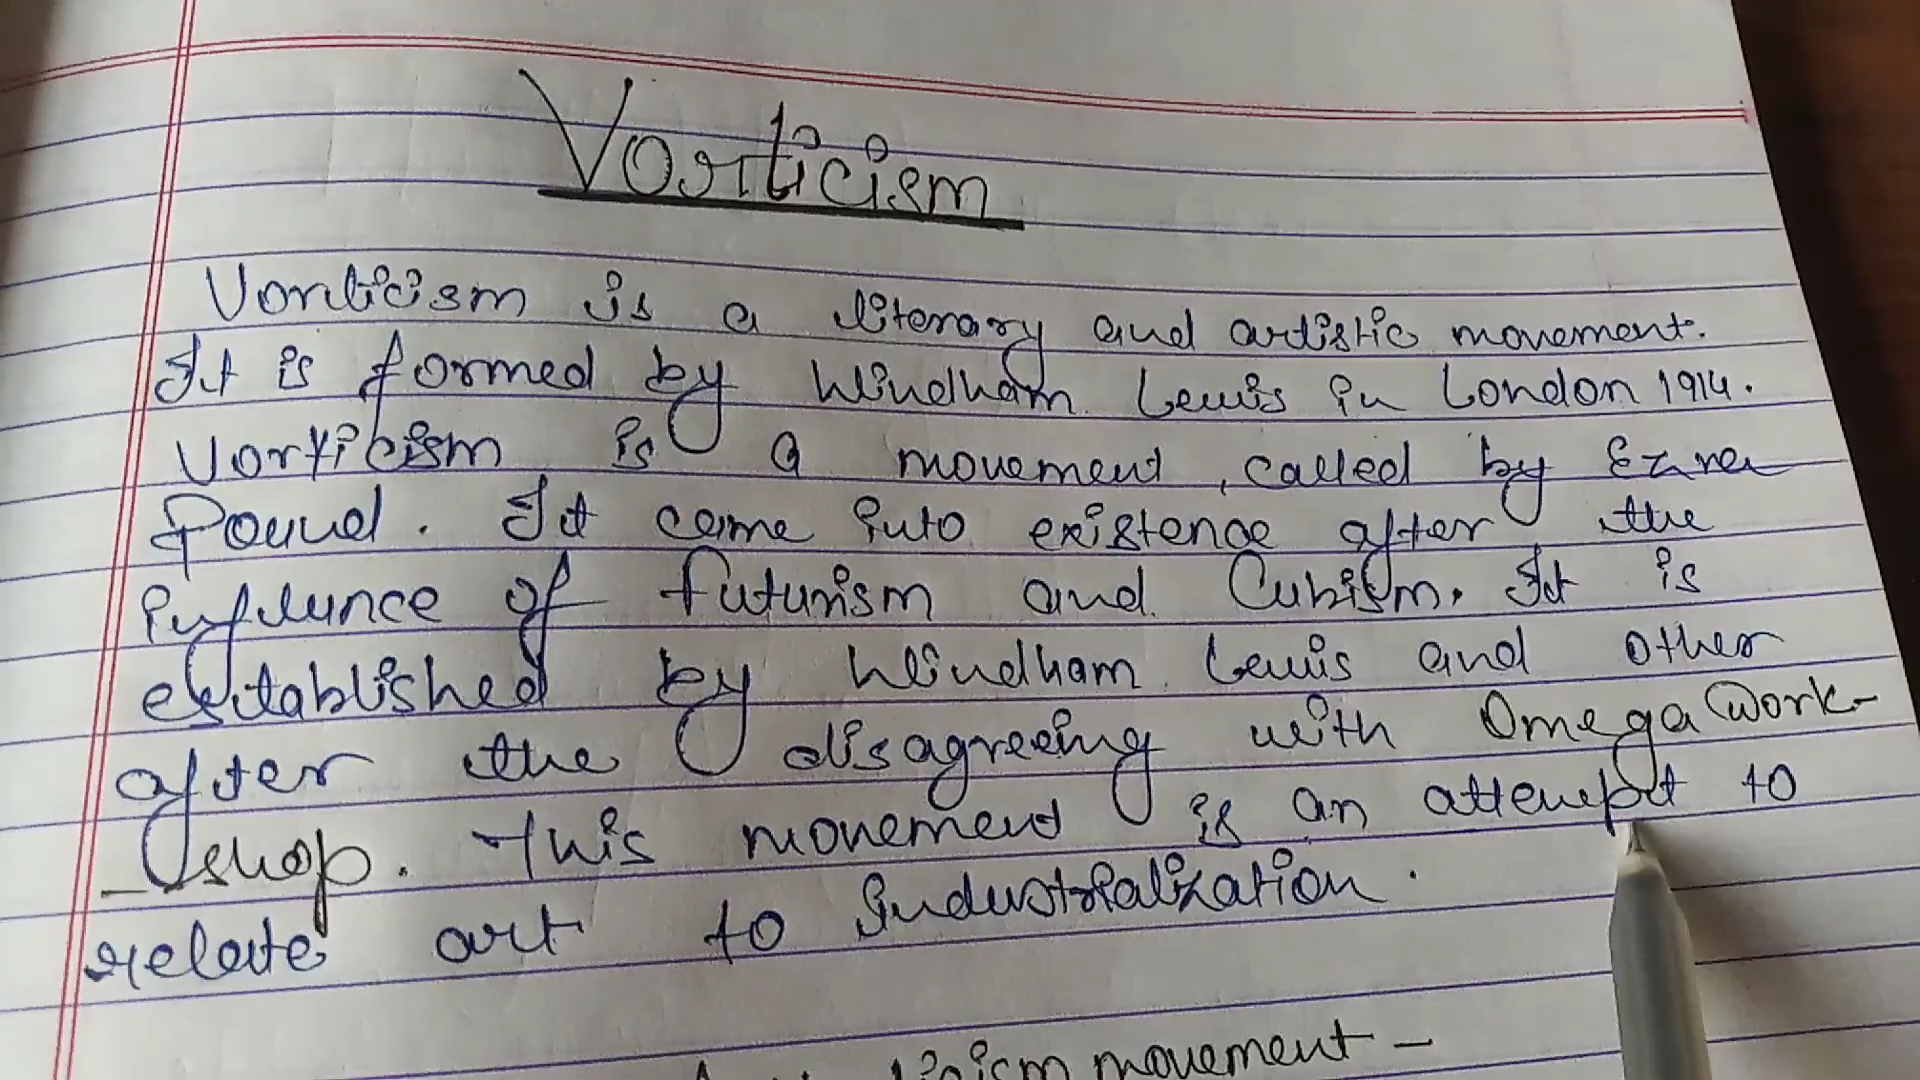 Vorticism
Vorticism is a literary and artistic movement.
It is formed by Windham Lewis in London 1914.
Vorticism is a movement, called by Ezra
Pound. It came into existence after the
influence of futurism and Cubism. It is
established by Windham Lewis and other
after the disagreeing with Omega Work-
_shop. This movement is an attempt to
relate art to industrialization.
movement -